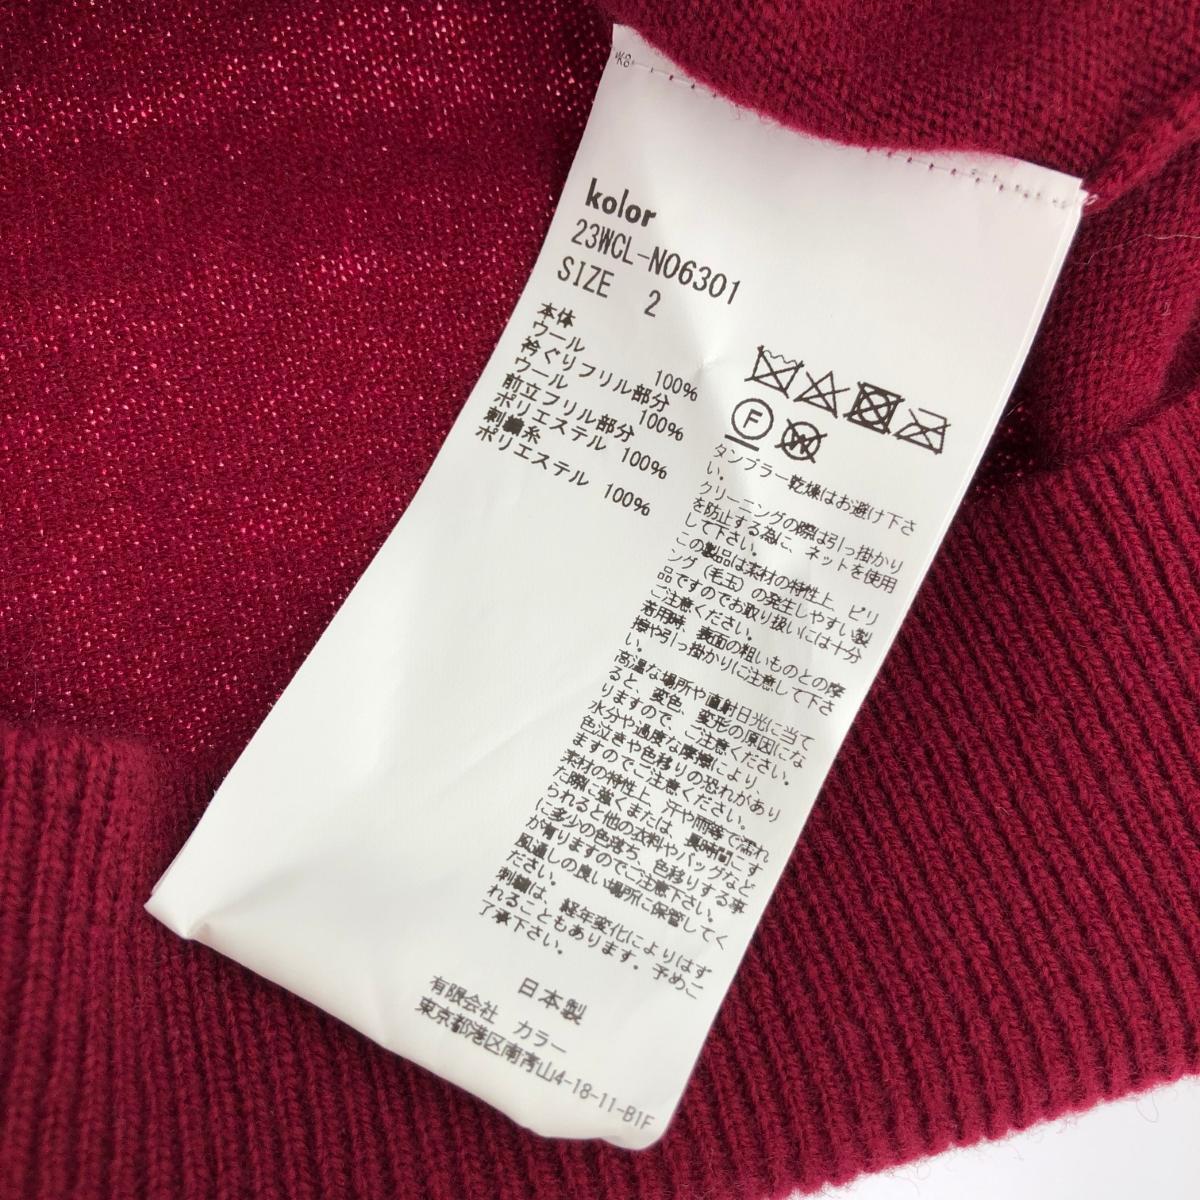 kolor
23WCL-N06301
SIZE 2
本体
ウール 100%
衿ぐりフリル部分
ウール 100%
前立フリル部分
ポリエステル 100%
刺繍糸
ポリエステル 100%
F
W
タンブラー乾燥はお避け下さ
い。
クリーニングの際は引っ掛かり
を防止する為に、ネットを使用
して下さい。
この製品は素材の特性上、ピリ
ング(毛玉)の発生しやすい製
品ですのでお取り扱いには十分
ご注意ください。
着用時、表面の粗いものとの摩
擦や引っ掛かりに注意して下さ
い。
高温な場所や直射日光に当て
ると、変色、変形の原因にな
りますので、ご注意ください。
水分や過度な摩擦により、
色泣きや色移りの恐れがあり
ますのでご注意ください。
素材の特性上、汗や雨等で濡れ
た際、強くまたは、長時間こす
られると他の衣料やバッグなど
に多少の色落ち、色移りする事
が有りますのでご注意下さい。
風通しの良い場所に保管してく
ださい。
刺繍は、経年変化によりはず
れることもあります。予めご
了承下さい。
日本製
有限会社 カラー
東京都港区南青山4-18-11-B1F